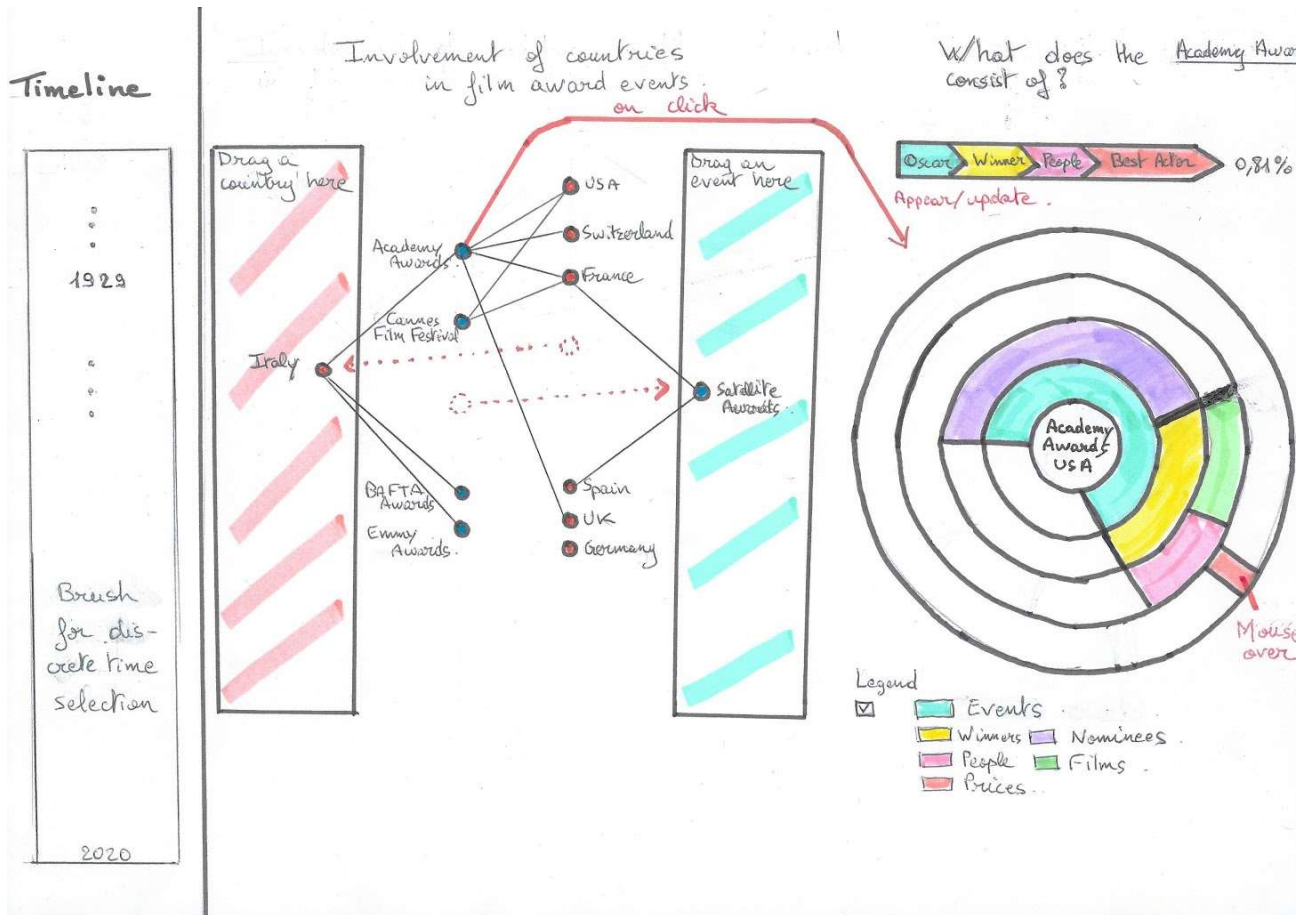 Timeline
1929
Brush
for dis-
crete time
selection
2020
Involvement of countries
in film award events.
on click
Drag a
country here
Drag an
event here
Academy
Awards.
Cannes
Film Festival
Italy
BAFTA
Awards
Emmy
Awards.
USA
Switzerland
France
Spain
UK
Germany
Satellite
Awards.
What does the Academy Awar
consist of?
Oscar Winner People Best Actor 0,81%
Appear/update.
Academy
Awards
USA
Mouse
over
Legend
Events
Winners Nominees.
People Films.
Prices.